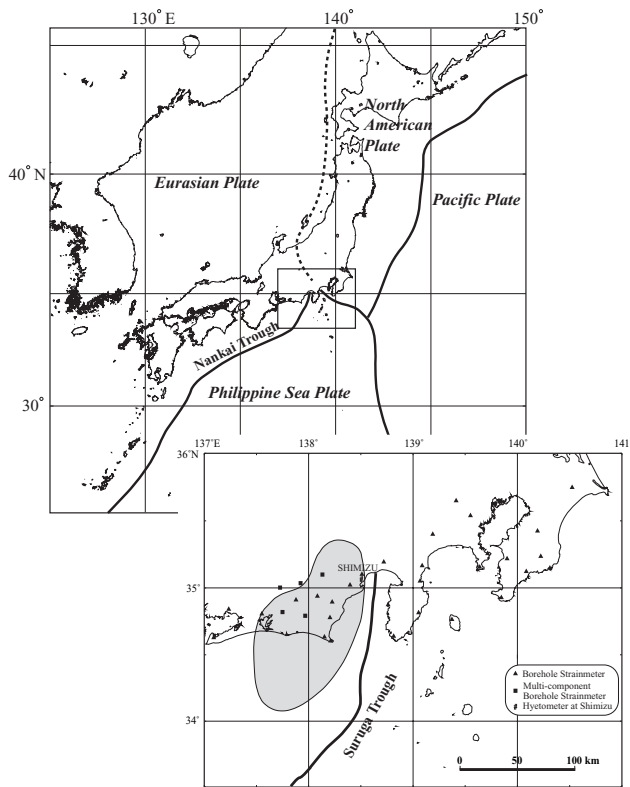 130° E
140°
150°
40° N
30°
North
American
Plate
Eurasian Plate
Pacific Plate
Nankai Trough
Philippine Sea Plate
137°E
138°
139°
140°
141°
36°N
35°
34°
SHIMIZU
Suruga Trough
Borehole Strainmeter
Multi-component
Borehole Strainmeter
Hyetometer at Shimizu
0 50 100 km